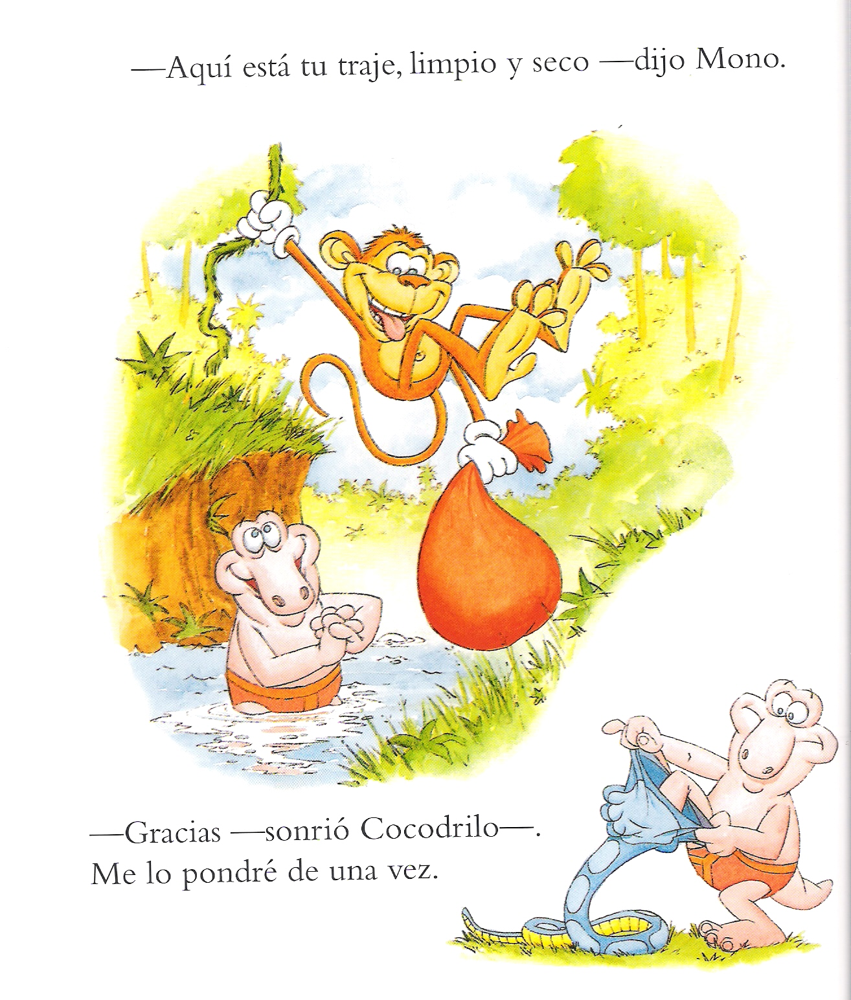 —Aquí está tu traje, limpio y seco —dijo Mono.
—Gracias —sonrió Cocodrilo—.
Me lo pondré de una vez.